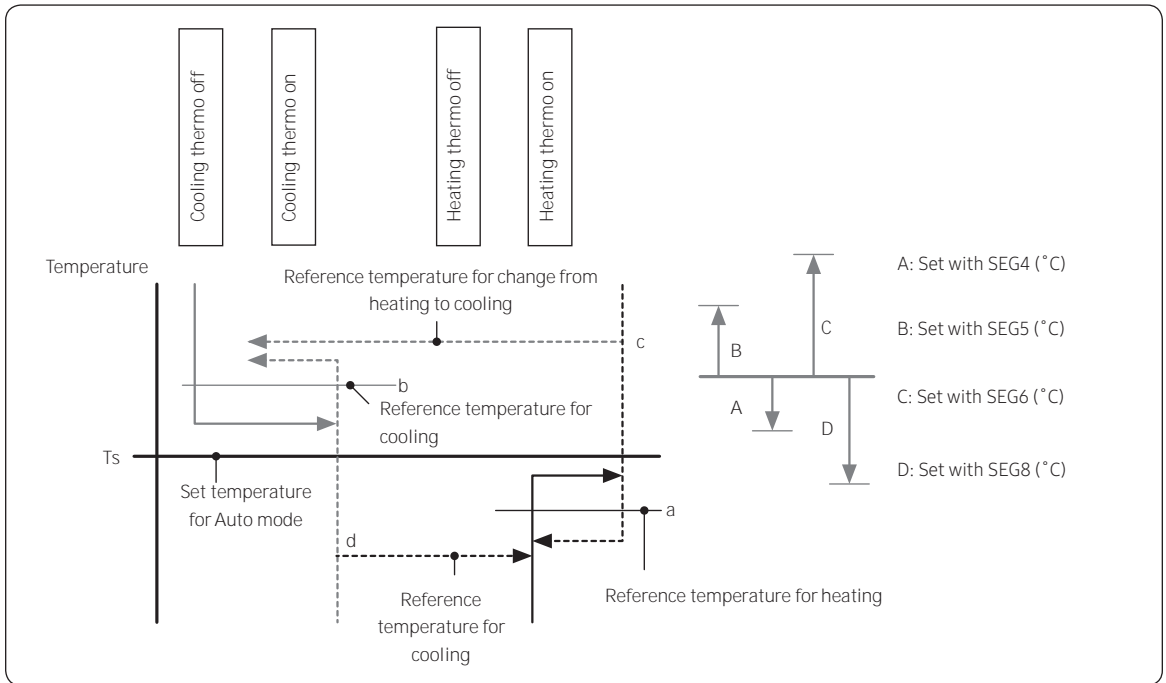 Cooling thermo off
Cooling thermo on
Heating thermo off
Heating thermo on
Temperature
Reference temperature for change from
heating to cooling
c
b
Reference temperature for
cooling
Ts
Set temperature
for Auto mode
a
d
Reference
temperature for
cooling
Reference temperature for heating
B
C
A
D
A: Set with SEG4 (˚C)
B: Set with SEG5 (˚C)
C: Set with SEG6 (˚C)
D: Set with SEG8 (˚C)